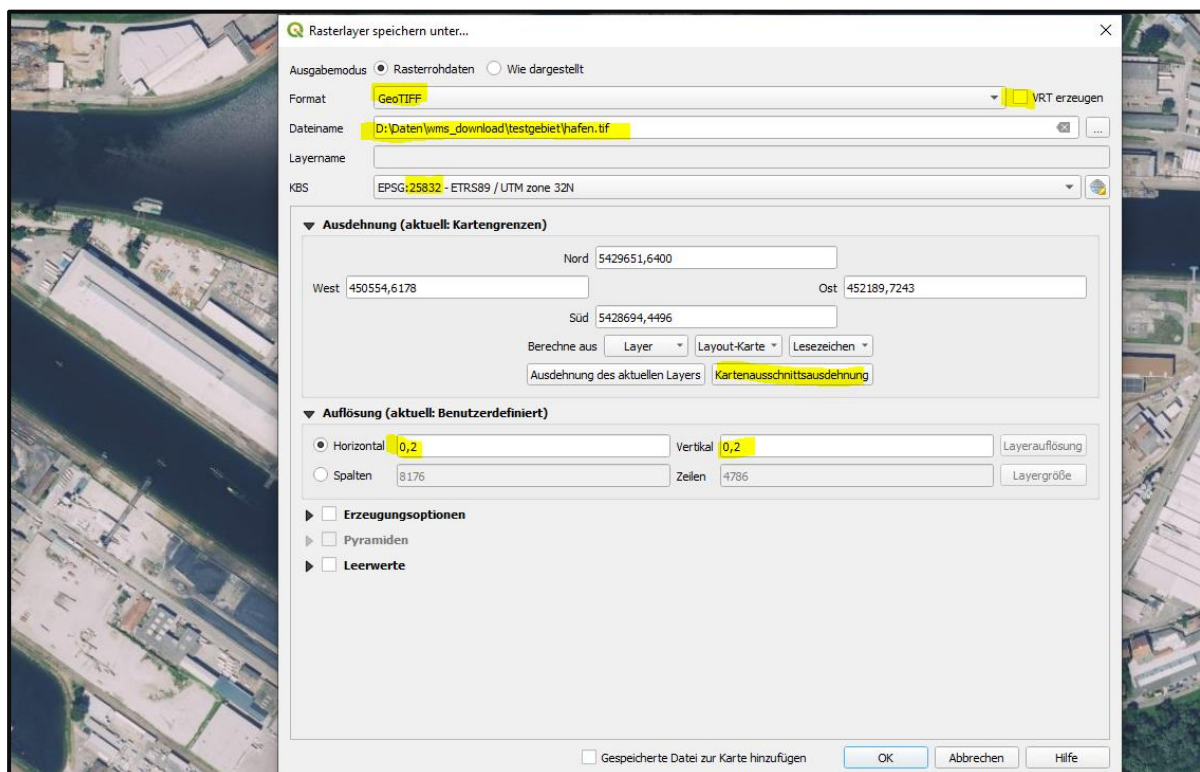 Rasterlayer speichern unter...
Ausgabemodus Rasterrohdaten Wie dargestellt
Format GeoTIFF VRT erzeugen
Dateiname D:\Daten\wms_download\testgebiet\hafen.tif ...
Layername
KBS EPSG:25832 - ETRS89 / UTM zone 32N
Ausdehnung (aktuell: Kartengrenzen)
Nord 5429651,6400
West 450554,6178 Ost 452189,7243
Süd 5428694,4496
Berechne aus Layer Layout-Karte Lesezeichen
Ausdehnung des aktuellen Layers Kartenausschnittsausdehnung
Auflösung (aktuell: Benutzerdefiniert)
Horizontal 0,2 Vertikal 0,2 Layerauflösung
Spalten 8176 Zeilen 4786 Layergröße
Erzeugungsoptionen
Pyramiden
Leerwerte
Gespeicherte Datei zur Karte hinzufügen OK Abbrechen Hilfe